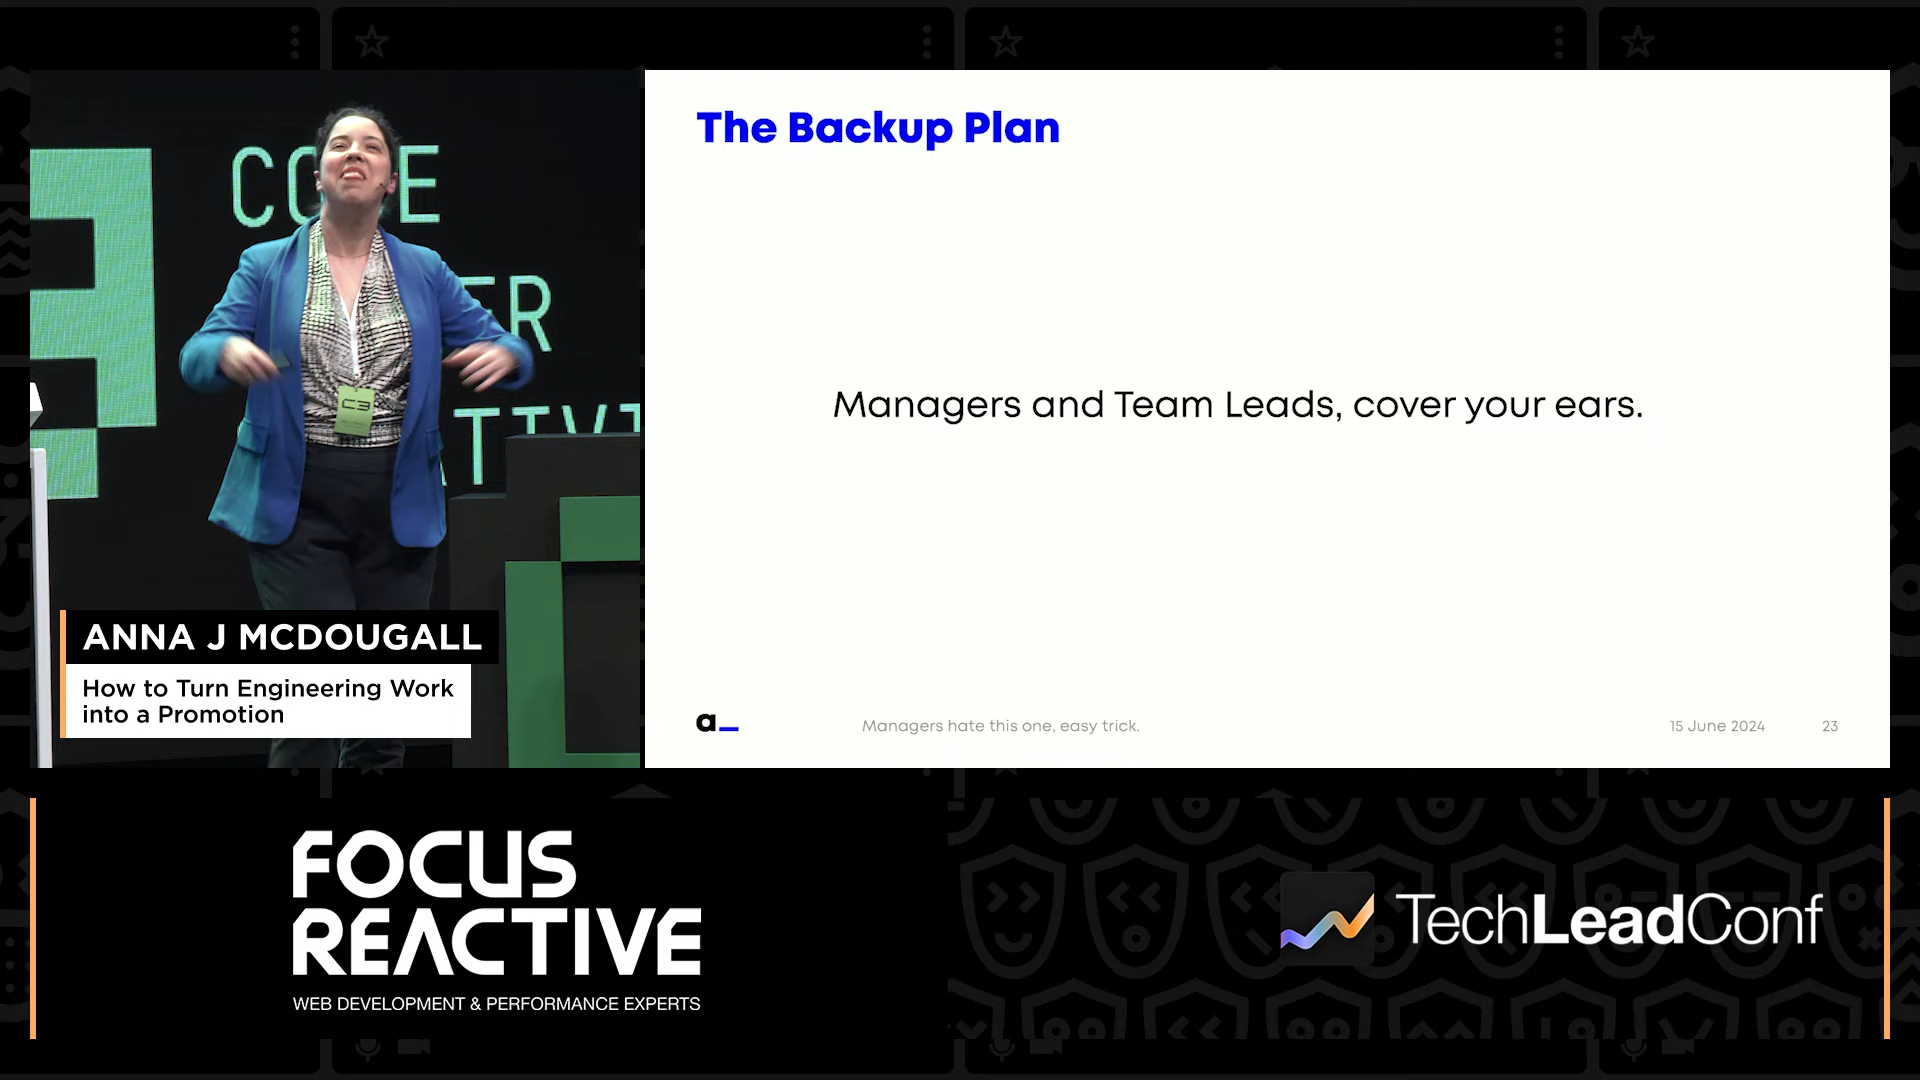 The Backup Plan
Managers and Team Leads, cover your ears.
a_
Managers hate this one, easy trick.
15 June 2024
23
C3
ANNA J MCDOUGALL
How to Turn Engineering Work
into a Promotion
FOCUS
REACTIVE
WEB DEVELOPMENT & PERFORMANCE EXPERTS
TechLeadConf